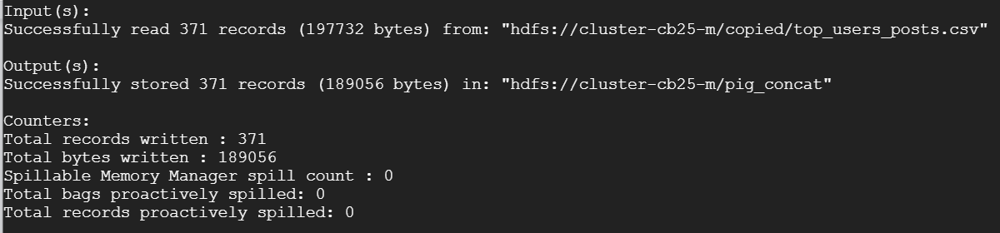 Input(s):
Successfully read 371 records (197732 bytes) from: "hdfs://cluster-cb25-m/copied/top_users_posts.csv"
Output(s):
Successfully stored 371 records (189056 bytes) in: "hdfs://cluster-cb25-m/pig_concat"
Counters:
Total records written : 371
Total bytes written : 189056
Spillable Memory Manager spill count : 0
Total bags proactively spilled: 0
Total records proactively spilled: 0